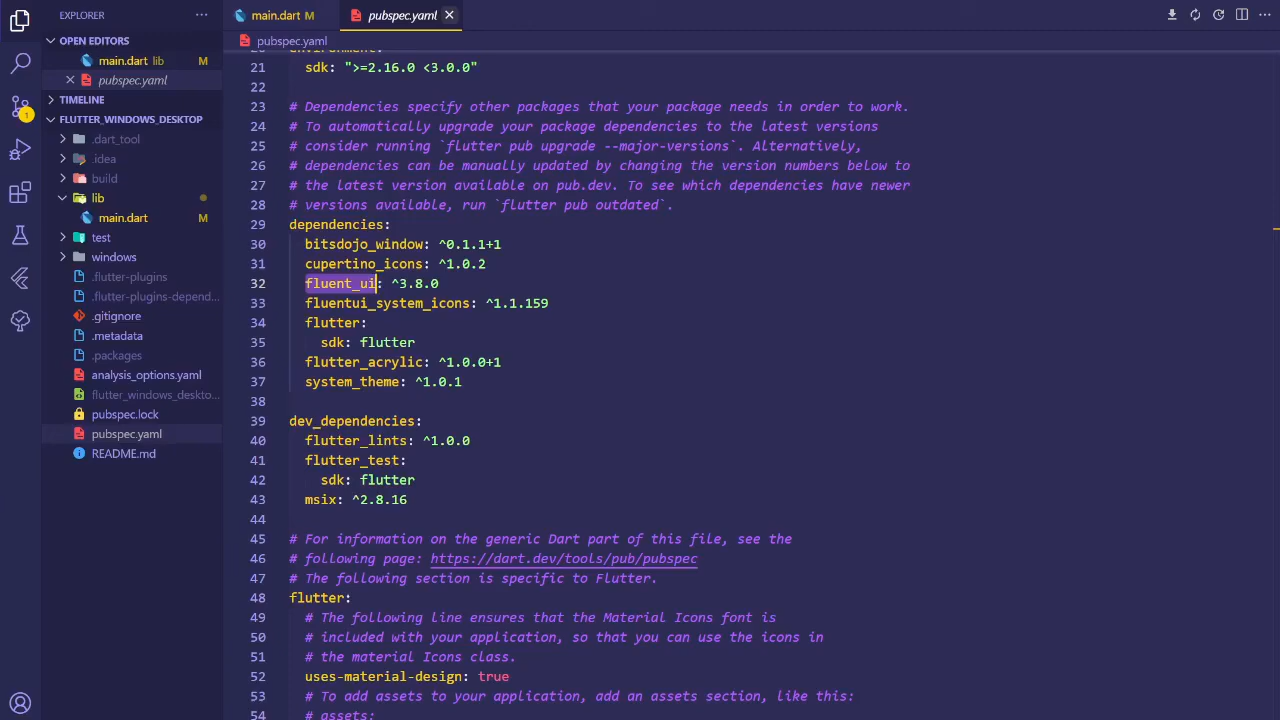 EXPLORER
OPEN EDITORS
main.dart lib M
pubspec.yaml
TIMELINE
FLUTTER_WINDOWS_DESKTOP
.dart_tool
.idea
build
lib
main.dart M
test
windows
.flutter-plugins
.flutter-plugins-depend...
.gitignore
.metadata
.packages
analysis_options.yaml
flutter_windows_deskto...
pubspec.lock
pubspec.yaml
README.md
1
main.dart M
pubspec.yaml
pubspec.yaml
20 environment:
21 sdk: ">=2.16.0 <3.0.0"
22
23 # Dependencies specify other packages that your package needs in order to work.
24 # To automatically upgrade your package dependencies to the latest versions
25 # consider running `flutter pub upgrade --major-versions`. Alternatively,
26 # dependencies can be manually updated by changing the version numbers below to
27 # the latest version available on pub.dev. To see which dependencies have newer
28 # versions available, run `flutter pub outdated`.
29 dependencies:
30 bitsdojo_window: ^0.1.1+1
31 cupertino_icons: ^1.0.2
32 fluent_ui: ^3.8.0
33 fluentui_system_icons: ^1.1.159
34 flutter:
35 sdk: flutter
36 flutter_acrylic: ^1.0.0+1
37 system_theme: ^1.0.1
38
39 dev_dependencies:
40 flutter_lints: ^1.0.0
41 flutter_test:
42 sdk: flutter
43 msix: ^2.8.16
44
45 # For information on the generic Dart part of this file, see the
46 # following page: https://dart.dev/tools/pub/pubspec
47 # The following section is specific to Flutter.
48 flutter:
49 # The following line ensures that the Material Icons font is
50 # included with your application, so that you can use the icons in
51 # the material Icons class.
52 uses-material-design: true
53 # To add assets to your application, add an assets section, like this:
54 # assets: